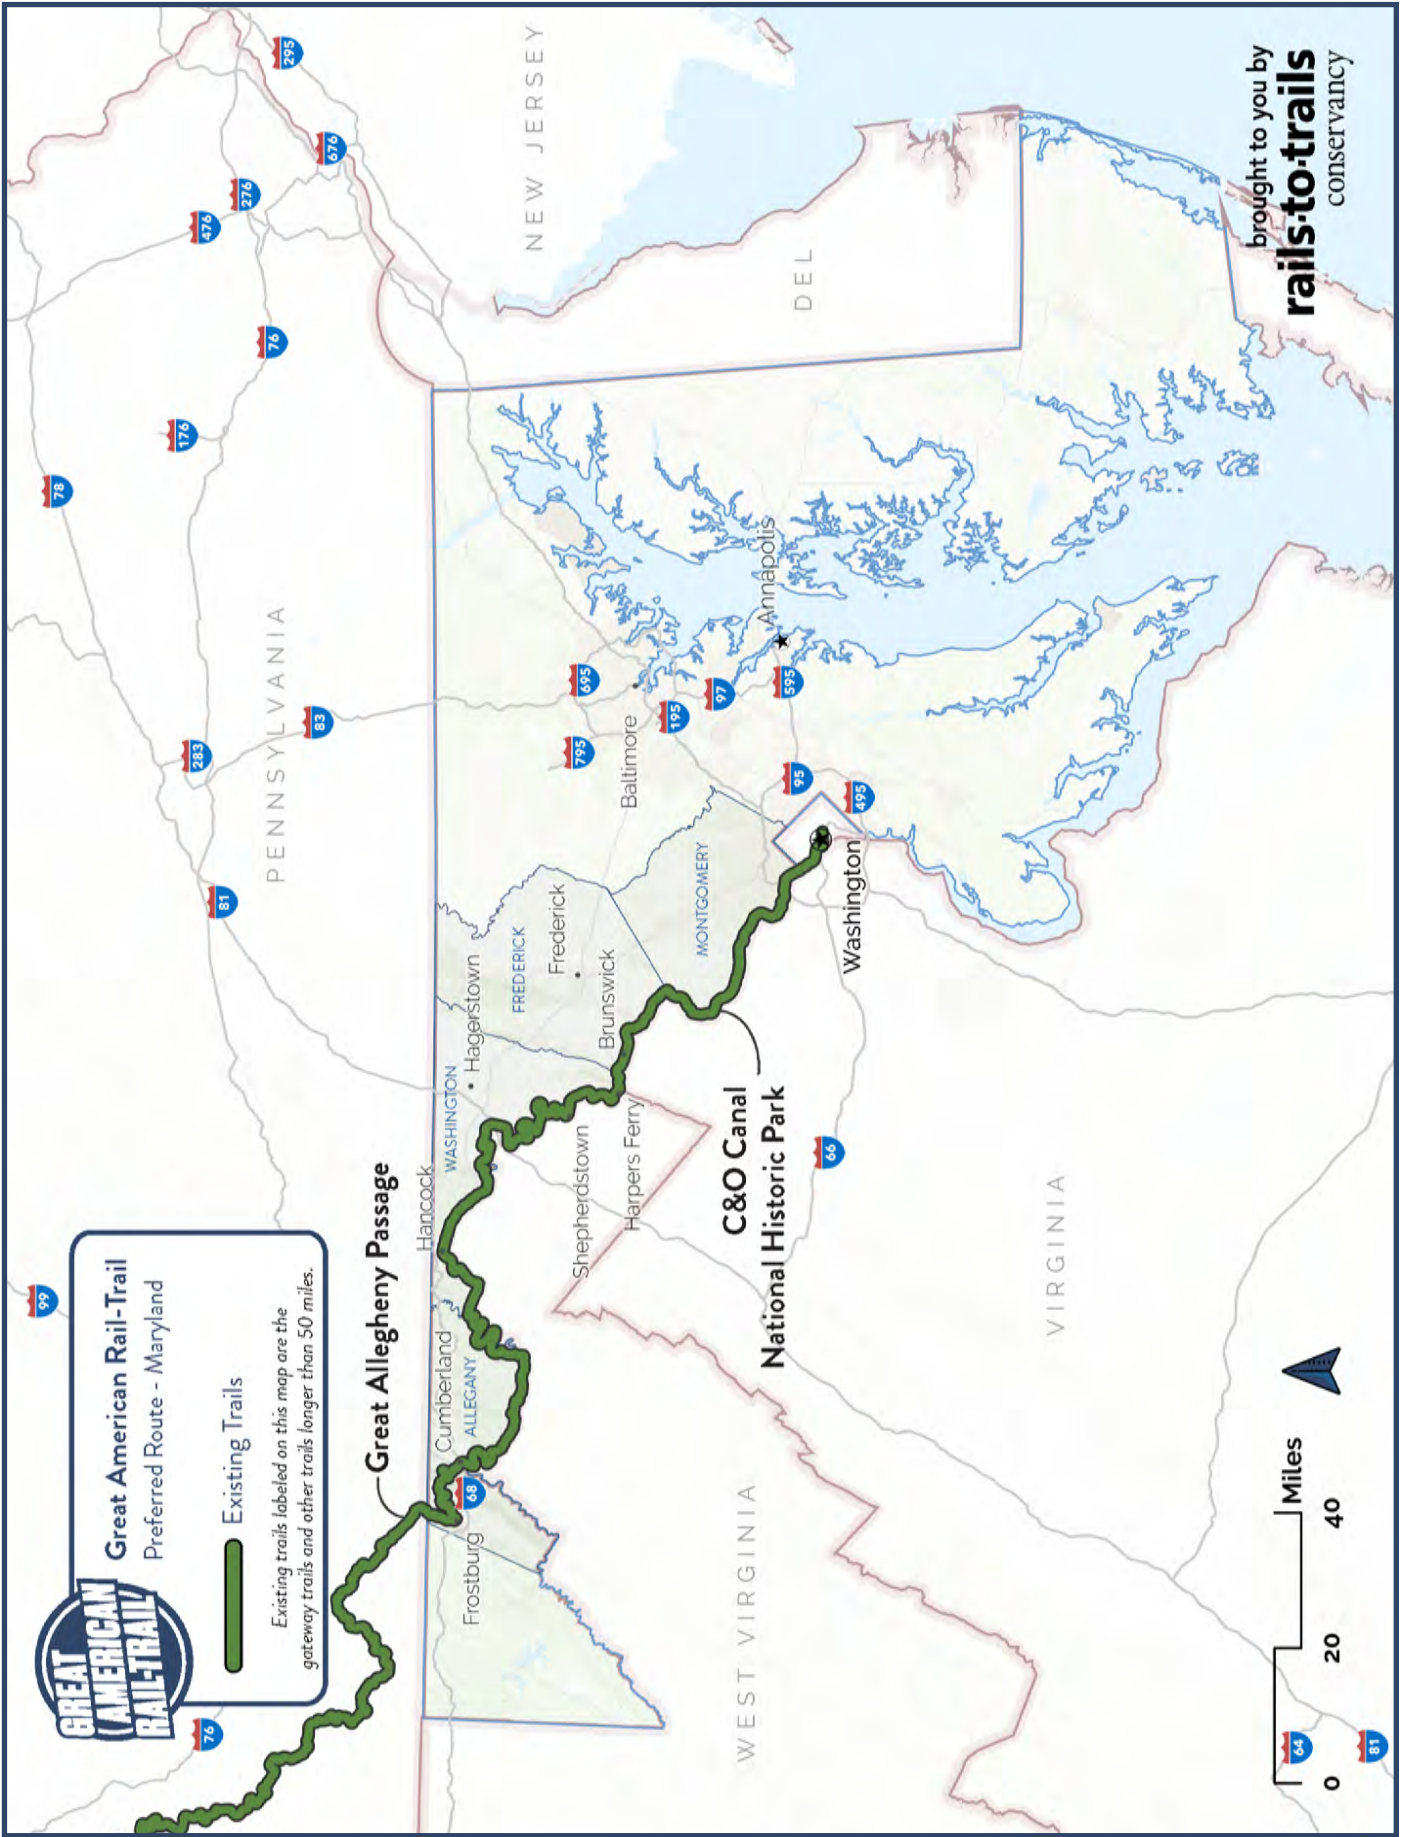 GREAT
AMERICAN
RAIL-TRAIL
Great American Rail-Trail
Preferred Route - Maryland
Existing Trails
Existing trails labeled on this map are the
gateway trails and other trails longer than 50 miles.
99
76
81
283
83
78
176
76
476
276
676
295
PENNSYLVANIA
NEW JERSEY
DEL
Great Allegheny Passage
Frostburg
68
Cumberland
ALLEGANY
Hancock
WASHINGTON
Hagerstown
FREDERICK
Frederick
Brunswick
Shepherdstown
Harpers Ferry
MONTGOMERY
Baltimore
795
695
195
97
595
Annapolis
95
495
Washington
C&O Canal
National Historic Park
66
WEST VIRGINIA
VIRGINIA
64
81
Miles
0 20 40
brought to you by
rails-to-trails
conservancy